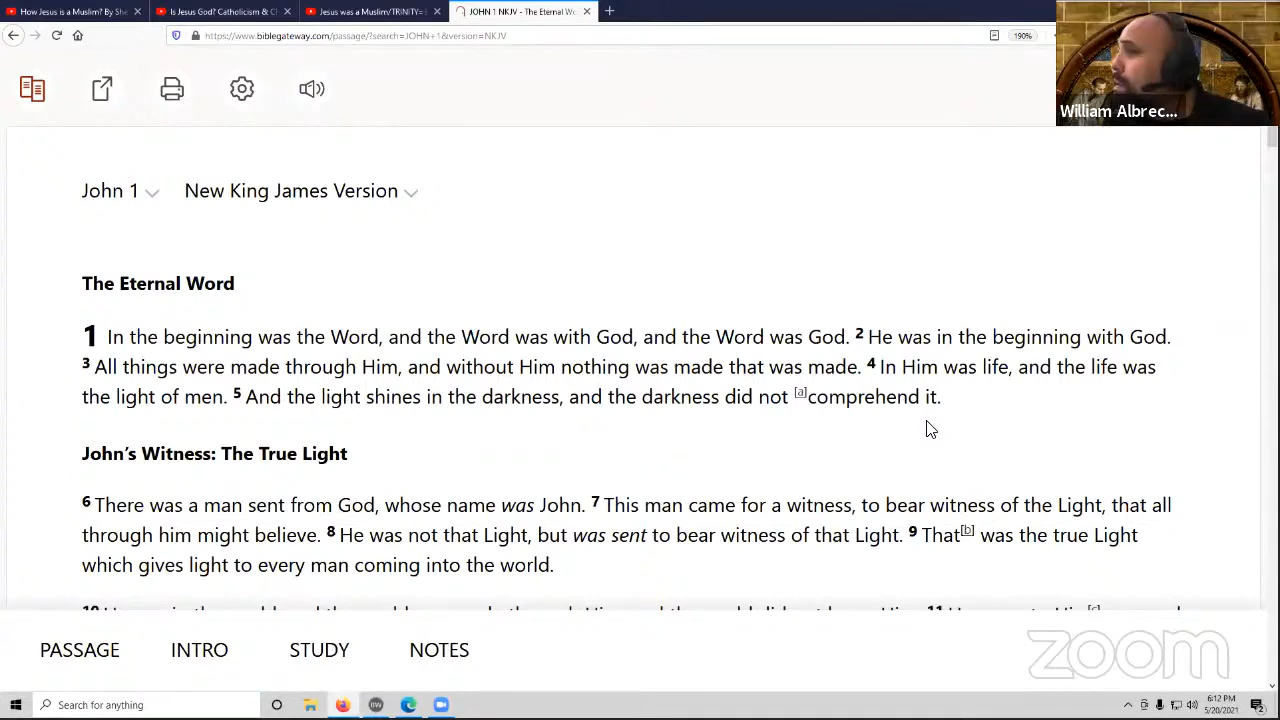 How Jesus is a Muslim? By She
Is Jesus God? Catholicism & C
Jesus was a Muslim/TRINITY=
JOHN 1 NKJV - The Eternal Wo
https://www.biblegateway.com/passage/?search=JOHN+1&version=NKJV
190%
William Albrec...
John 1 New King James Version
The Eternal Word
1 In the beginning was the Word, and the Word was with God, and the Word was God. 2 He was in the beginning with God.
3 All things were made through Him, and without Him nothing was made that was made. 4 In Him was life, and the life was
the light of men. 5 And the light shines in the darkness, and the darkness did not [a]comprehend it.
John’s Witness: The True Light
6 There was a man sent from God, whose name was John. 7 This man came for a witness, to bear witness of the Light, that all
through him might believe. 8 He was not that Light, but was sent to bear witness of that Light. 9 That[b] was the true Light
which gives light to every man coming into the world.
PASSAGE INTRO STUDY NOTES
zoom
Search for anything
6:12 PM
5/20/2021